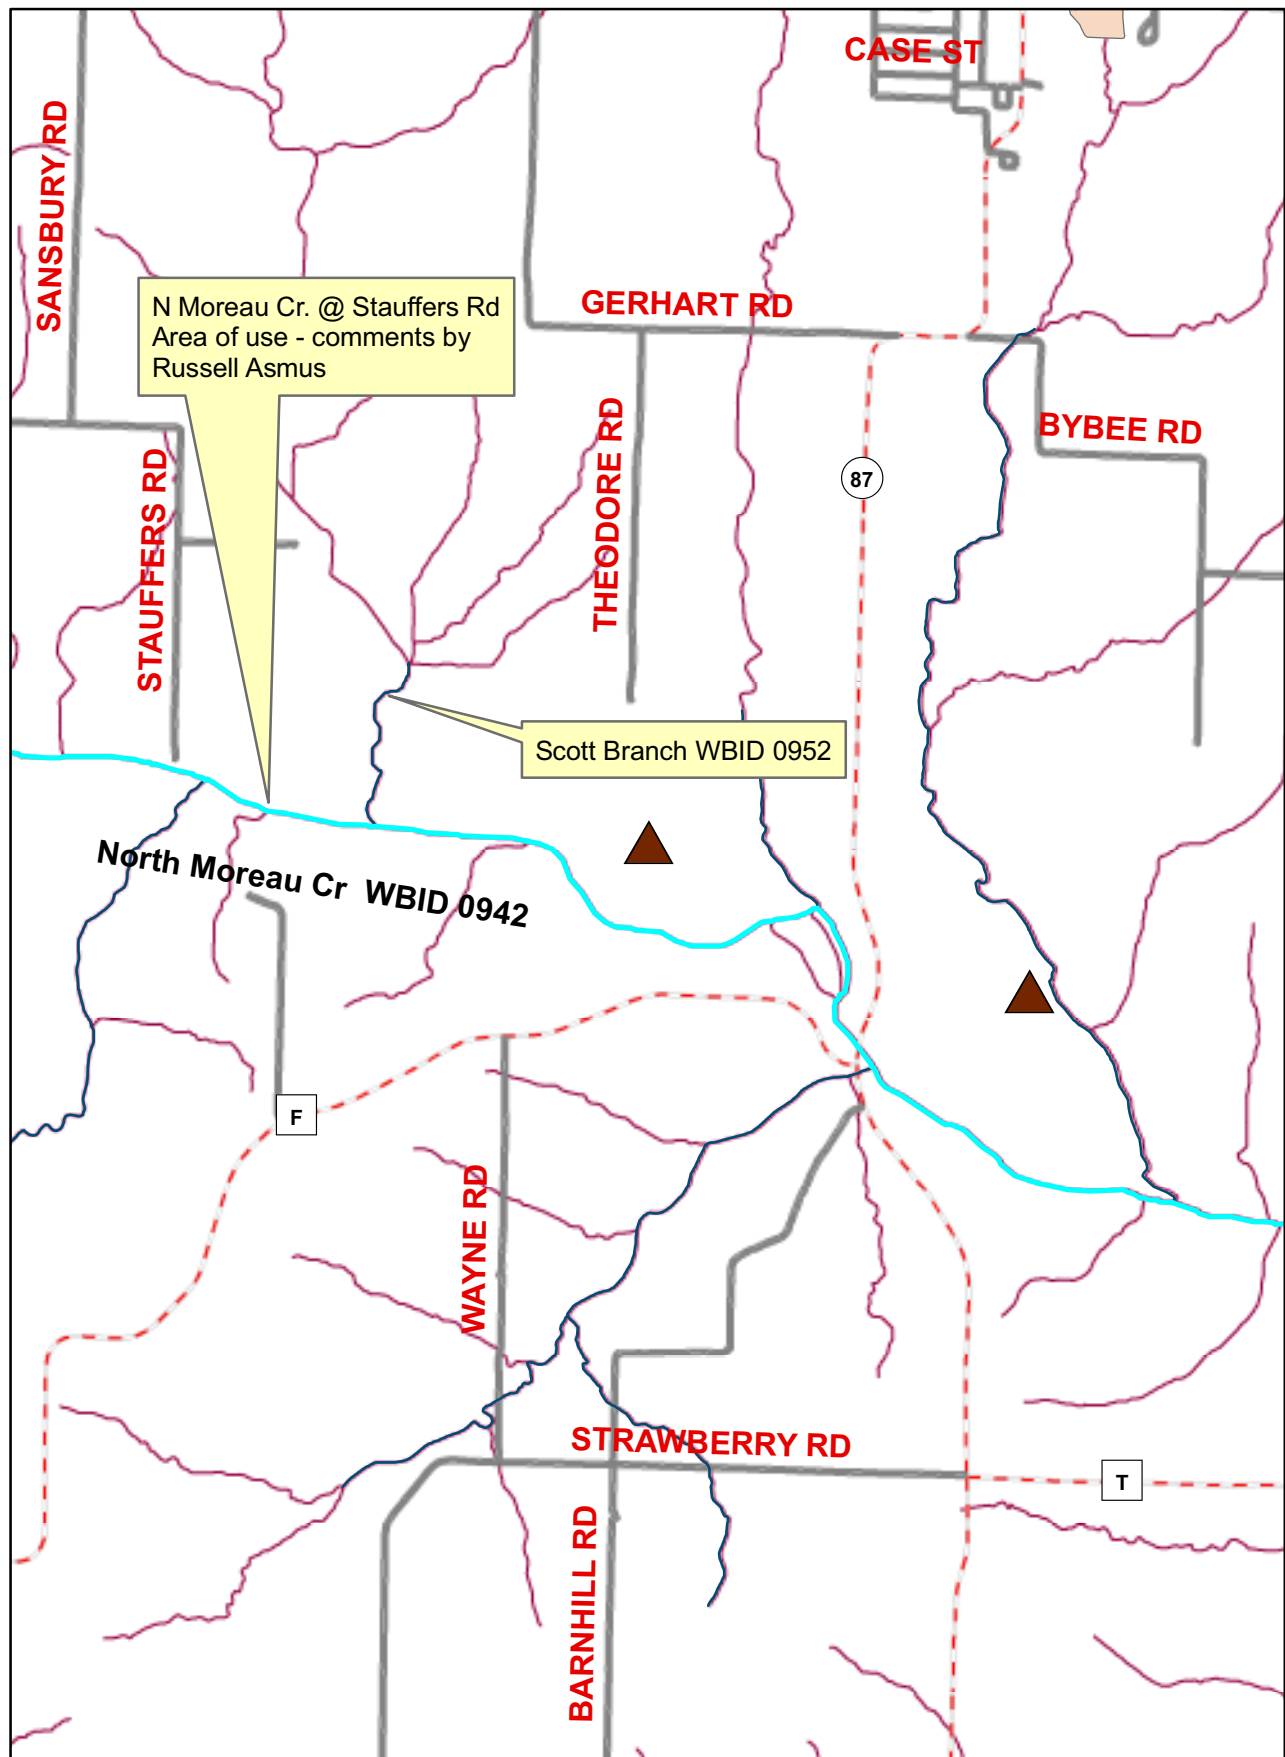 CASE ST
SANSBURY RD
N Moreau Cr. @ Stauffers Rd
Area of use - comments by
Russell Asmus
GERHART RD
THEODORE RD
BYBEE RD
STAUFFERS RD
87
Scott Branch WBID 0952
North Moreau Cr WBID 0942
F
WAYNE RD
STRAWBERRY RD
T
BARNHILL RD